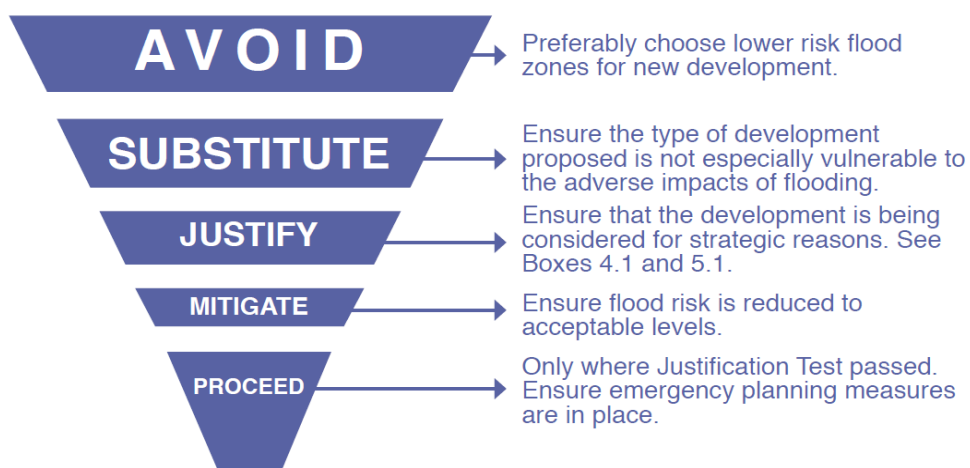 AVOID
Preferably choose lower risk flood
zones for new development.
SUBSTITUTE
Ensure the type of development
proposed is not especially vulnerable to
the adverse impacts of flooding.
JUSTIFY
Ensure that the development is being
considered for strategic reasons. See
Boxes 4.1 and 5.1.
MITIGATE
Ensure flood risk is reduced to
acceptable levels.
PROCEED
Only where Justification Test passed.
Ensure emergency planning measures
are in place.